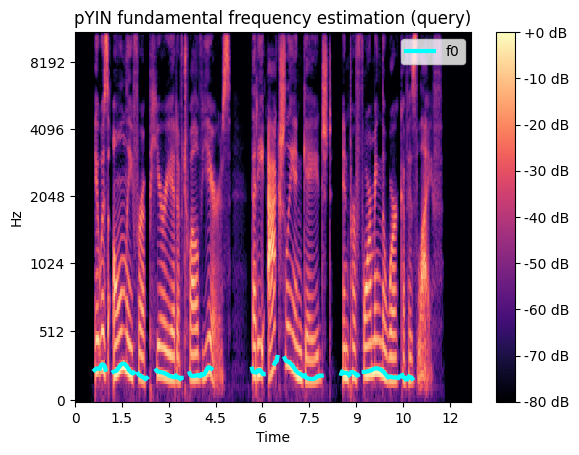 pYIN fundamental frequency estimation (query)
f0
Hz
8192
4096
2048
1024
512
0
0 1.5 3 4.5 6 7.5 9 10.5 12
Time
+0 dB
-10 dB
-20 dB
-30 dB
-40 dB
-50 dB
-60 dB
-70 dB
-80 dB